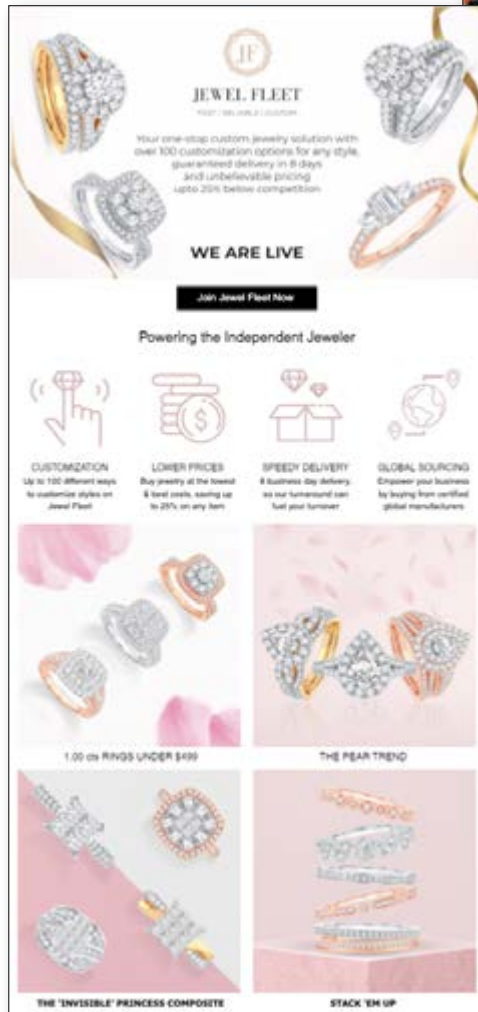 JF
JEWEL FLEET
FAST | RELIABLE | CUSTOM
Your one-stop custom jewelry solution with
over 100 customization options for any style,
guaranteed delivery in 8 days
and unbelievable pricing
upto 25% below competition
WE ARE LIVE
Join Jewel Fleet Now
Powering the Independent Jeweler
CUSTOMIZATION
Up to 100 different ways
to customize styles on
Jewel Fleet
LOWER PRICES
Buy jewelry at the lowest
& best costs, saving up
to 25% on any item
SPEEDY DELIVERY
8 business day delivery,
so our turnaround can
fuel your turnover
GLOBAL SOURCING
Empower your business
by buying from certified
global manufacturers
1.00 cts RINGS UNDER $499
THE PEAR TREND
THE 'INVISIBLE' PRINCESS COMPOSITE
STACK 'EM UP